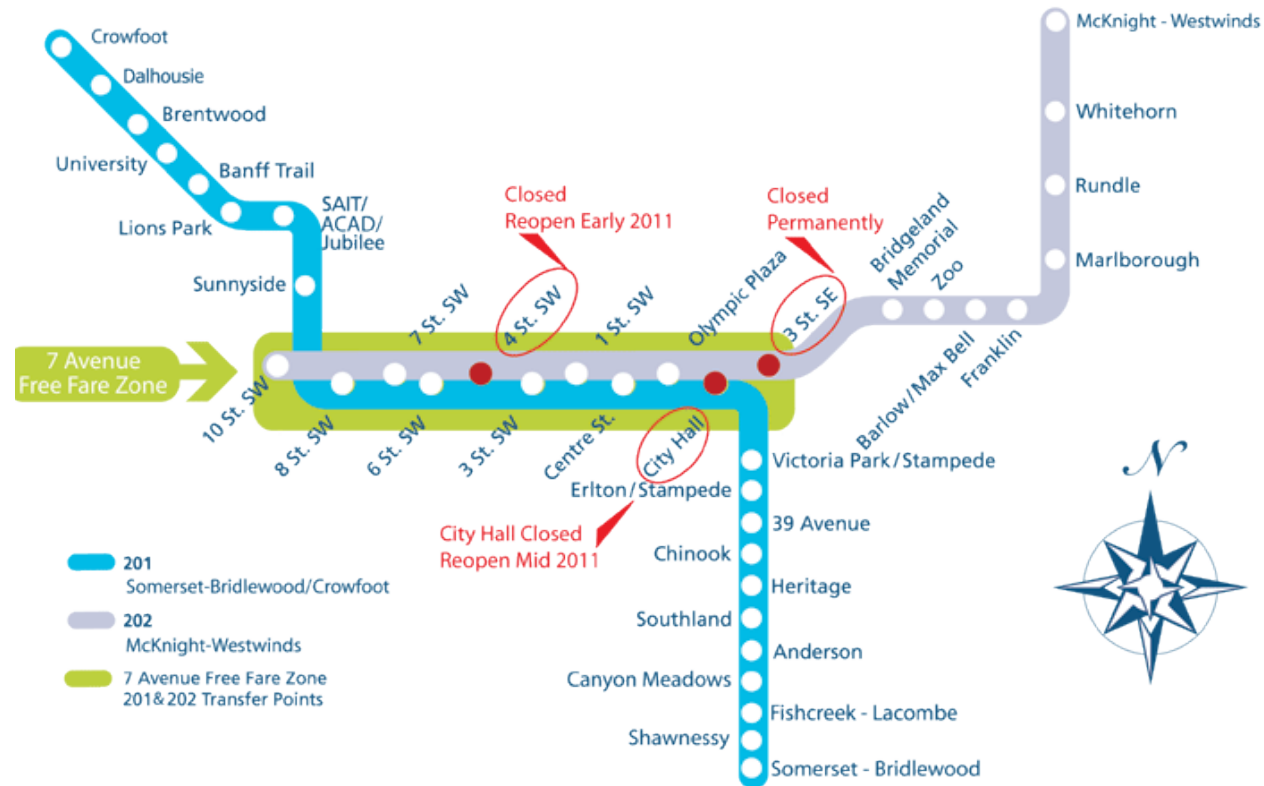 Crowfoot
Dalhousie
Brentwood
University
Banff Trail
Lions Park
SAIT/
ACAD/
Jubilee
Sunnyside
7 Avenue
Free Fare Zone
10 St. SW
8 St. SW
7 St. SW
6 St. SW
4 St. SW
Closed
Reopen Early 2011
3 St. SW
1 St. SW
Centre St.
Olympic Plaza
City Hall
City Hall Closed
Reopen Mid 2011
3 St. SE
Closed
Permanently
Bridgeland
Memorial
Zoo
Barlow/Max Bell
Franklin
Marlborough
Rundle
Whitehorn
McKnight - Westwinds
Victoria Park/Stampede
Erlton/Stampede
39 Avenue
Chinook
Heritage
Southland
Anderson
Canyon Meadows
Fishcreek - Lacombe
Shawnessy
Somerset - Bridlewood
201
Somerset-Bridlewood/Crowfoot
202
McKnight-Westwinds
7 Avenue Free Fare Zone
201&202 Transfer Points
N